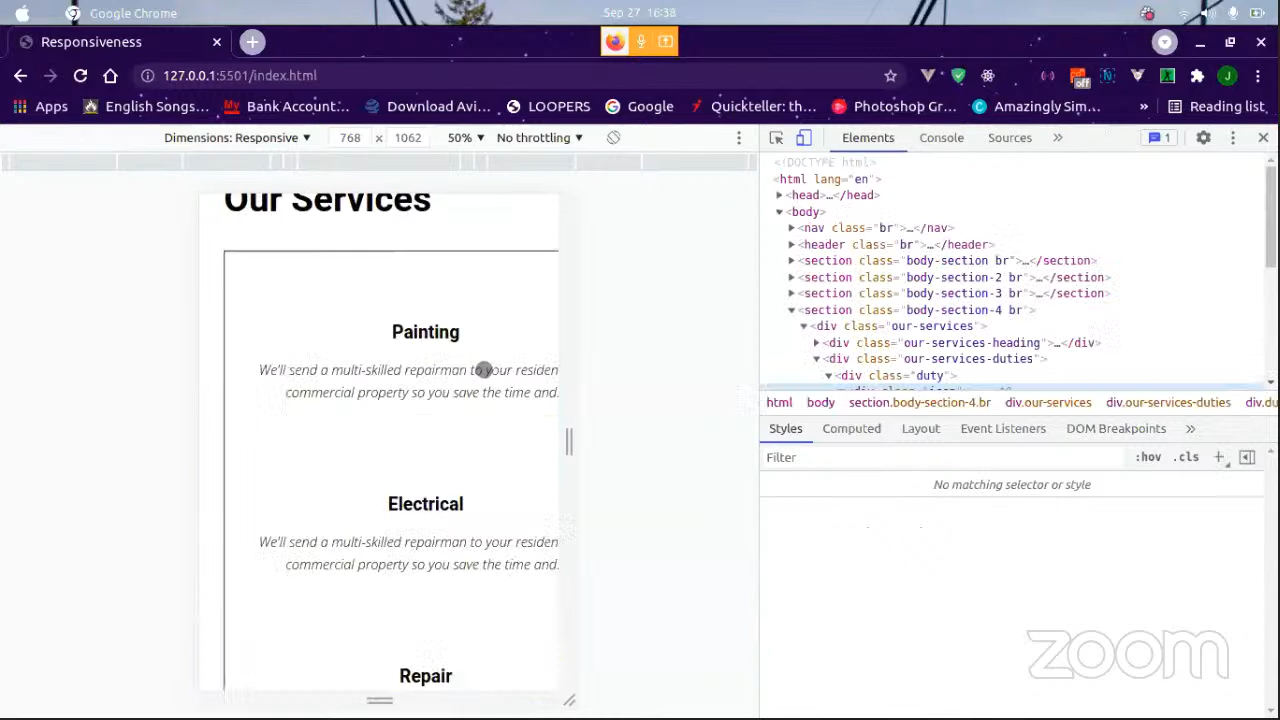 Google Chrome
Sep 27 16:38
Responsiveness
127.0.0.1:5501/index.html
off
N
X
J
Apps
English Songs...
My Bank Account...
Download Avi...
LOOPERS
Google
Quickteller: th...
Photoshop Gr...
C Amazingly Sim...
»
Reading list
Dimensions: Responsive ▼
768 x 1062
50% ▼
No throttling ▼
Elements
Console
Sources
»
1
Our Services
Painting
We'll send a multi-skilled repairman to your residen
commercial property so you save the time and.
Electrical
We'll send a multi-skilled repairman to your residen
commercial property so you save the time and.
Repair
<!DOCTYPE html>
<html lang="en">
▶<head>…</head>
▼<body>
▶<nav class="br">…</nav>
▶<header class="br">…</header>
▶<section class="body-section br">…</section>
▶<section class="body-section-2 br">…</section>
▶<section class="body-section-3 br">…</section>
▼<section class="body-section-4 br">
▼<div class="our-services">
▶<div class="our-services-heading">…</div>
▼<div class="our-services-duties">
▼<div class="duty">
html body section.body-section-4.br div.our-services div.our-services-duties div.du
Styles Computed Layout Event Listeners DOM Breakpoints »
Filter
:hov .cls +
No matching selector or style
zoom